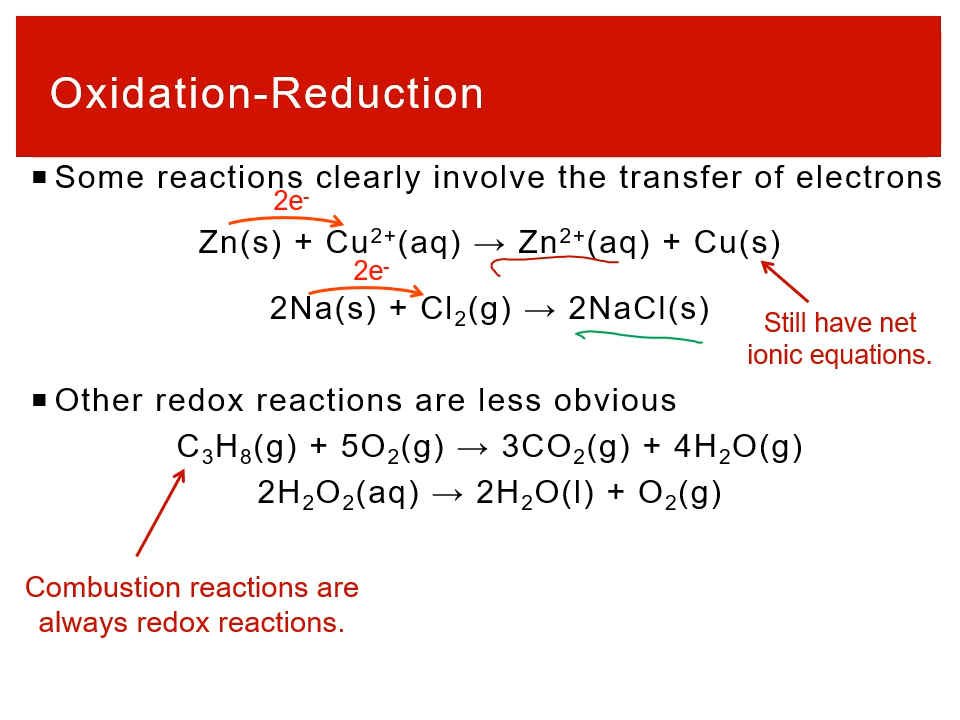 Oxidation-Reduction
▪ Some reactions clearly involve the transfer of electrons
2e⁻
Zn(s) + Cu²⁺(aq) → Zn²⁺(aq) + Cu(s)
2e⁻
2Na(s) + Cl₂(g) → 2NaCl(s)
Still have net
ionic equations.
▪ Other redox reactions are less obvious
C₃H₈(g) + 5O₂(g) → 3CO₂(g) + 4H₂O(g)
2H₂O₂(aq) → 2H₂O(l) + O₂(g)
Combustion reactions are
always redox reactions.